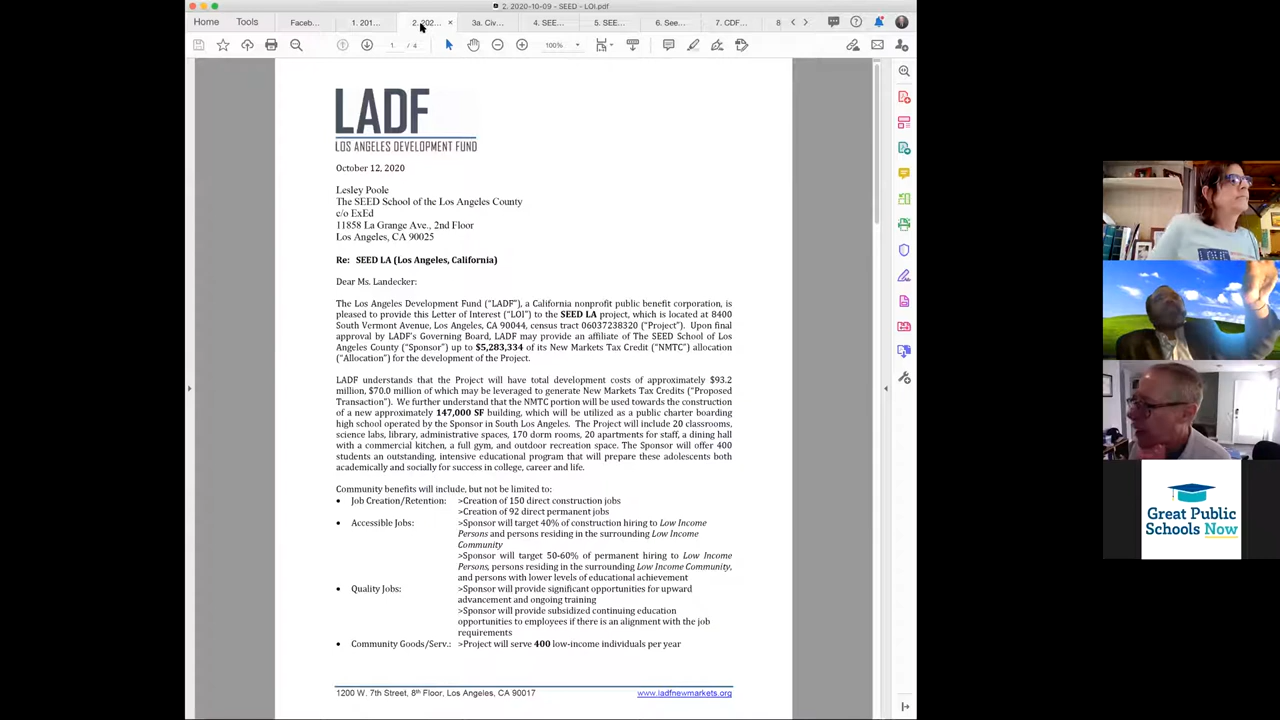 2. 2020-10-09 - SEED - LOI.pdf
Home Tools Faceb... 1. 201... 2. 202... × 3a. Civ... 4. SEE... 5. SEE... 6. See... 7. CDF... 8
1 / 4 100%
LADF
LOS ANGELES DEVELOPMENT FUND
October 12, 2020
Lesley Poole
The SEED School of the Los Angeles County
c/o ExEd
11858 La Grange Ave., 2nd Floor
Los Angeles, CA 90025
Re: SEED LA (Los Angeles, California)
Dear Ms. Landecker:
The Los Angeles Development Fund ("LADF"), a California nonprofit public benefit corporation, is
pleased to provide this Letter of Interest ("LOI") to the SEED LA project, which is located at 8400
South Vermont Avenue, Los Angeles, CA 90044, census tract 06037238320 ("Project"). Upon final
approval by LADF's Governing Board, LADF may provide an affiliate of The SEED School of Los
Angeles County ("Sponsor") up to $5,283,334 of its New Markets Tax Credit ("NMTC") allocation
("Allocation") for the development of the Project.
LADF understands that the Project will have total development costs of approximately $93.2
million, $70.0 million of which may be leveraged to generate New Markets Tax Credits ("Proposed
Transaction"). We further understand that the NMTC portion will be used towards the construction
of a new approximately 147,000 SF building, which will be utilized as a public charter boarding
high school operated by the Sponsor in South Los Angeles. The Project will include 20 classrooms,
science labs, library, administrative spaces, 170 dorm rooms, 20 apartments for staff, a dining hall
with a commercial kitchen, a full gym, and outdoor recreation space. The Sponsor will offer 400
students an outstanding, intensive educational program that will prepare these adolescents both
academically and socially for success in college, career and life.
Community benefits will include, but not be limited to:
• Job Creation/Retention: >Creation of 150 direct construction jobs
>Creation of 92 direct permanent jobs
• Accessible Jobs: >Sponsor will target 40% of construction hiring to Low Income
Persons and persons residing in the surrounding Low Income
Community
>Sponsor will target 50-60% of permanent hiring to Low Income
Persons, persons residing in the surrounding Low Income Community,
and persons with lower levels of educational achievement
• Quality Jobs: >Sponsor will provide significant opportunities for upward
advancement and ongoing training
>Sponsor will provide subsidized continuing education
opportunities to employees if there is an alignment with the job
requirements
• Community Goods/Serv.: >Project will serve 400 low-income individuals per year
1200 W. 7th Street, 8th Floor, Los Angeles, CA 90017 www.ladfnewmarkets.org
Great Public
Schools Now